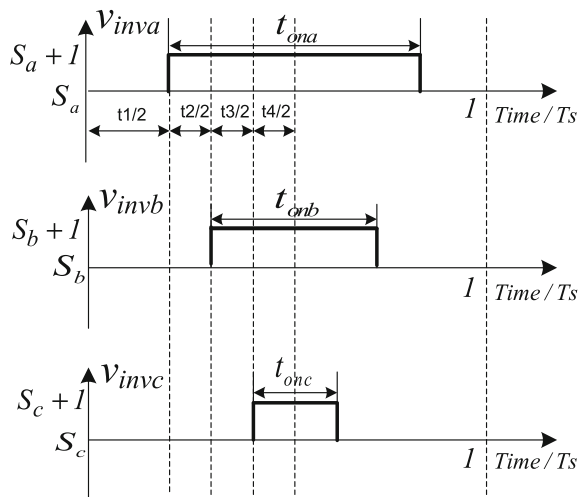 v_inva
t_ona
S_a + 1
S_a
t1/2 t2/2 t3/2 t4/2
1 Time / Ts
v_invb
t_onb
S_b + 1
S_b
1 Time / Ts
v_invc
t_onc
S_c + 1
S_c
1 Time / Ts